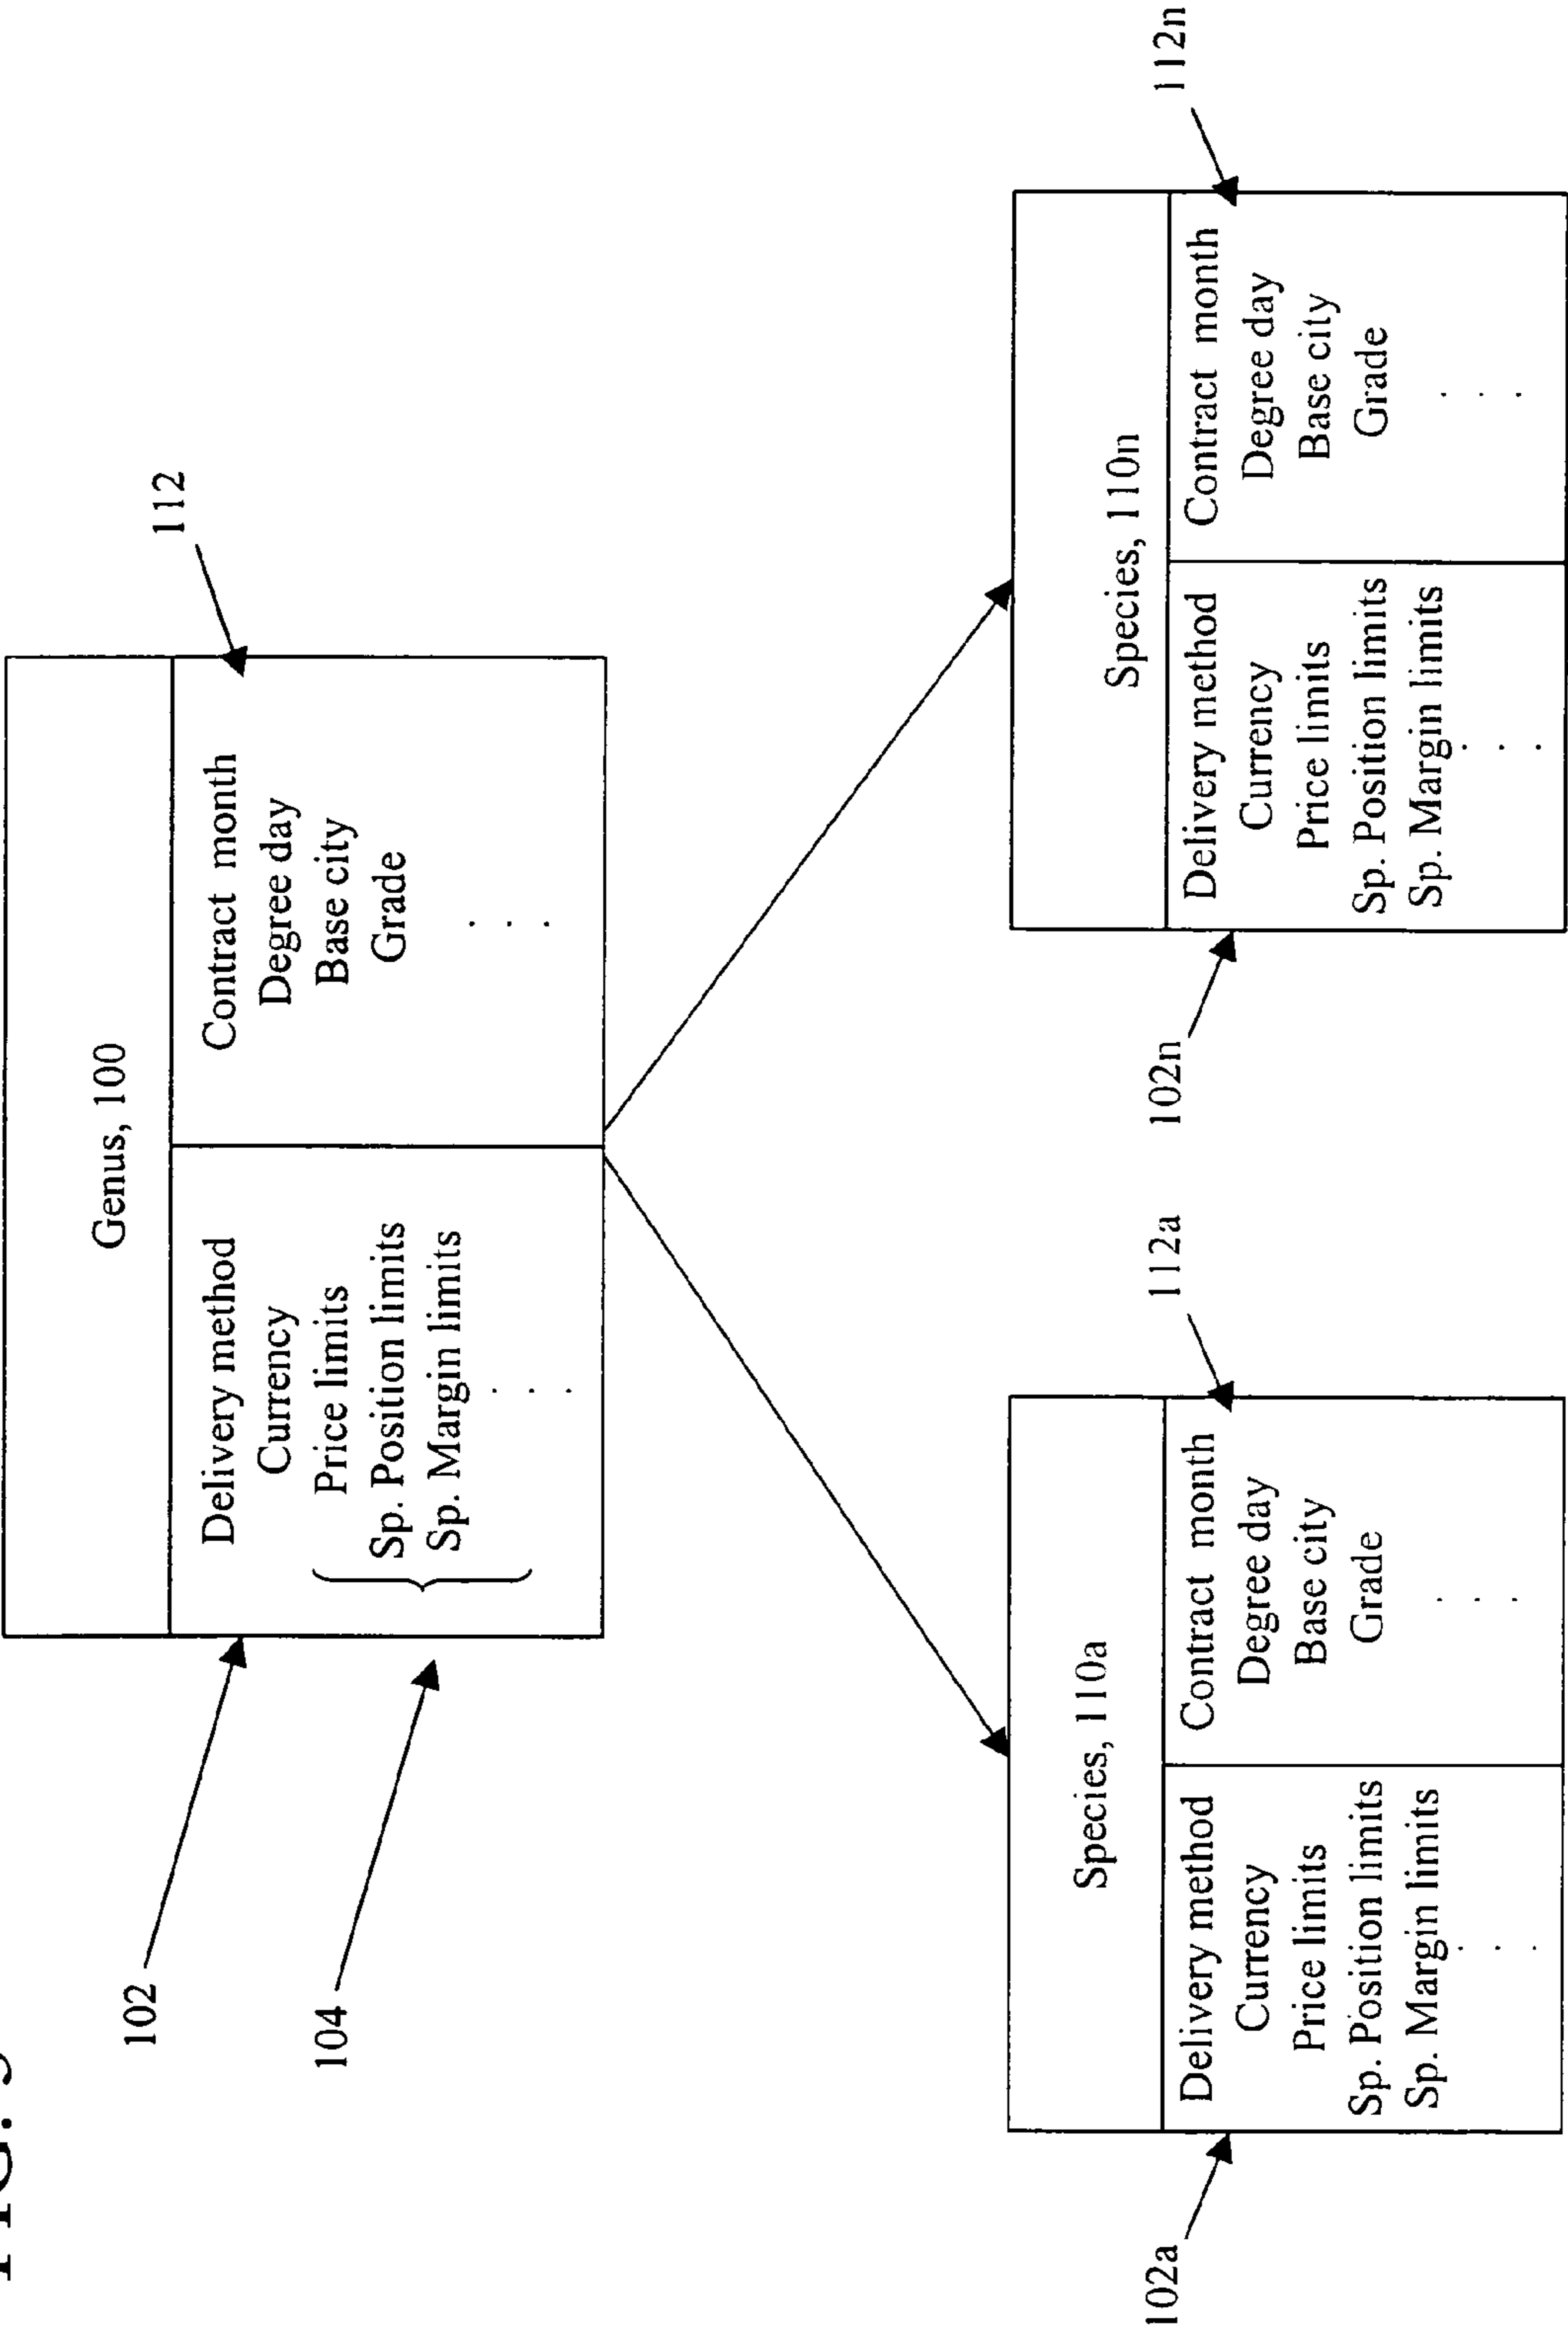 102
104
112
Genus, 100
Delivery method
Currency
Price limits
Sp. Position limits
Sp. Margin limits
. . .
Contract month
Degree day
Base city
Grade
. . .
102a
112a
Species, 110a
Delivery method
Currency
Price limits
Sp. Position limits
Sp. Margin limits
. . .
Contract month
Degree day
Base city
Grade
. . .
102n
112n
Species, 110n
Delivery method
Currency
Price limits
Sp. Position limits
Sp. Margin limits
. . .
Contract month
Degree day
Base city
Grade
. . .